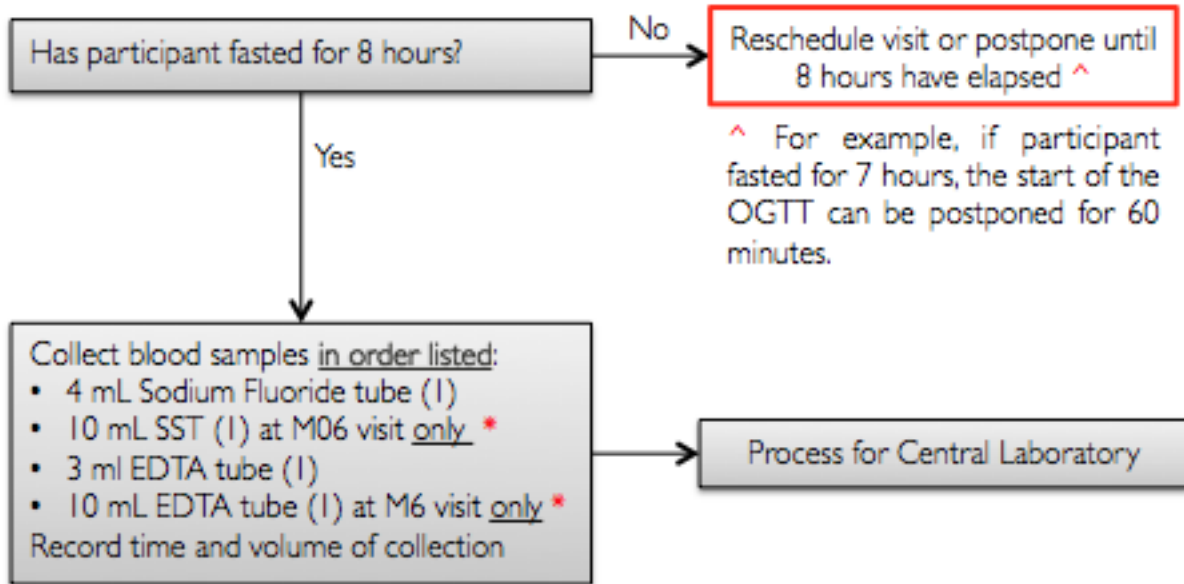 Has participant fasted for 8 hours?
No
Reschedule visit or postpone until
8 hours have elapsed ^
^ For example, if participant
fasted for 7 hours, the start of the
OGTT can be postponed for 60
minutes.
Yes
Collect blood samples in order listed:
• 4 mL Sodium Fluoride tube (1)
• 10 mL SST (1) at M06 visit only *
• 3 ml EDTA tube (1)
• 10 mL EDTA tube (1) at M6 visit only *
Record time and volume of collection
Process for Central Laboratory